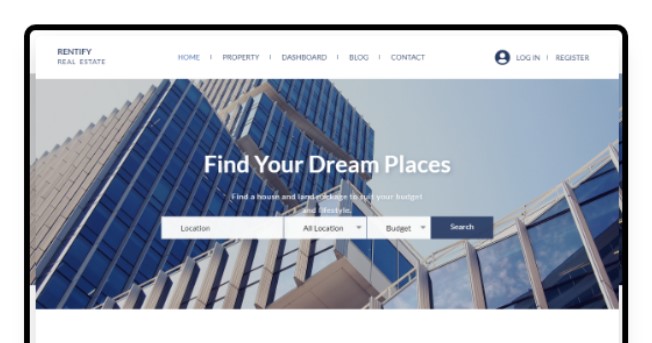 RENTIFY
REAL ESTATE
HOME | PROPERTY | DASHBOARD | BLOG | CONTACT
LOG IN | REGISTER
Find Your Dream Places
Find a house and land package to suit your budget
and lifestyle.
Location
All Location
Budget
Search